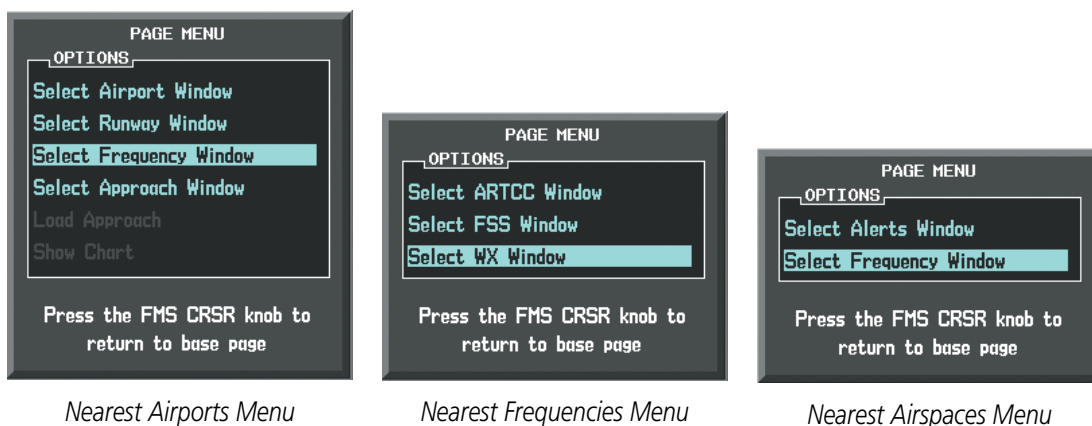 PAGE MENU
OPTIONS
Select Airport Window
Select Runway Window
Select Frequency Window
Select Approach Window
Load Approach
Show Chart
Press the FMS CRSR knob to
return to base page
Nearest Airports Menu
PAGE MENU
OPTIONS
Select ARTCC Window
Select FSS Window
Select WX Window
Press the FMS CRSR knob to
return to base page
Nearest Frequencies Menu
PAGE MENU
OPTIONS
Select Alerts Window
Select Frequency Window
Press the FMS CRSR knob to
return to base page
Nearest Airspaces Menu